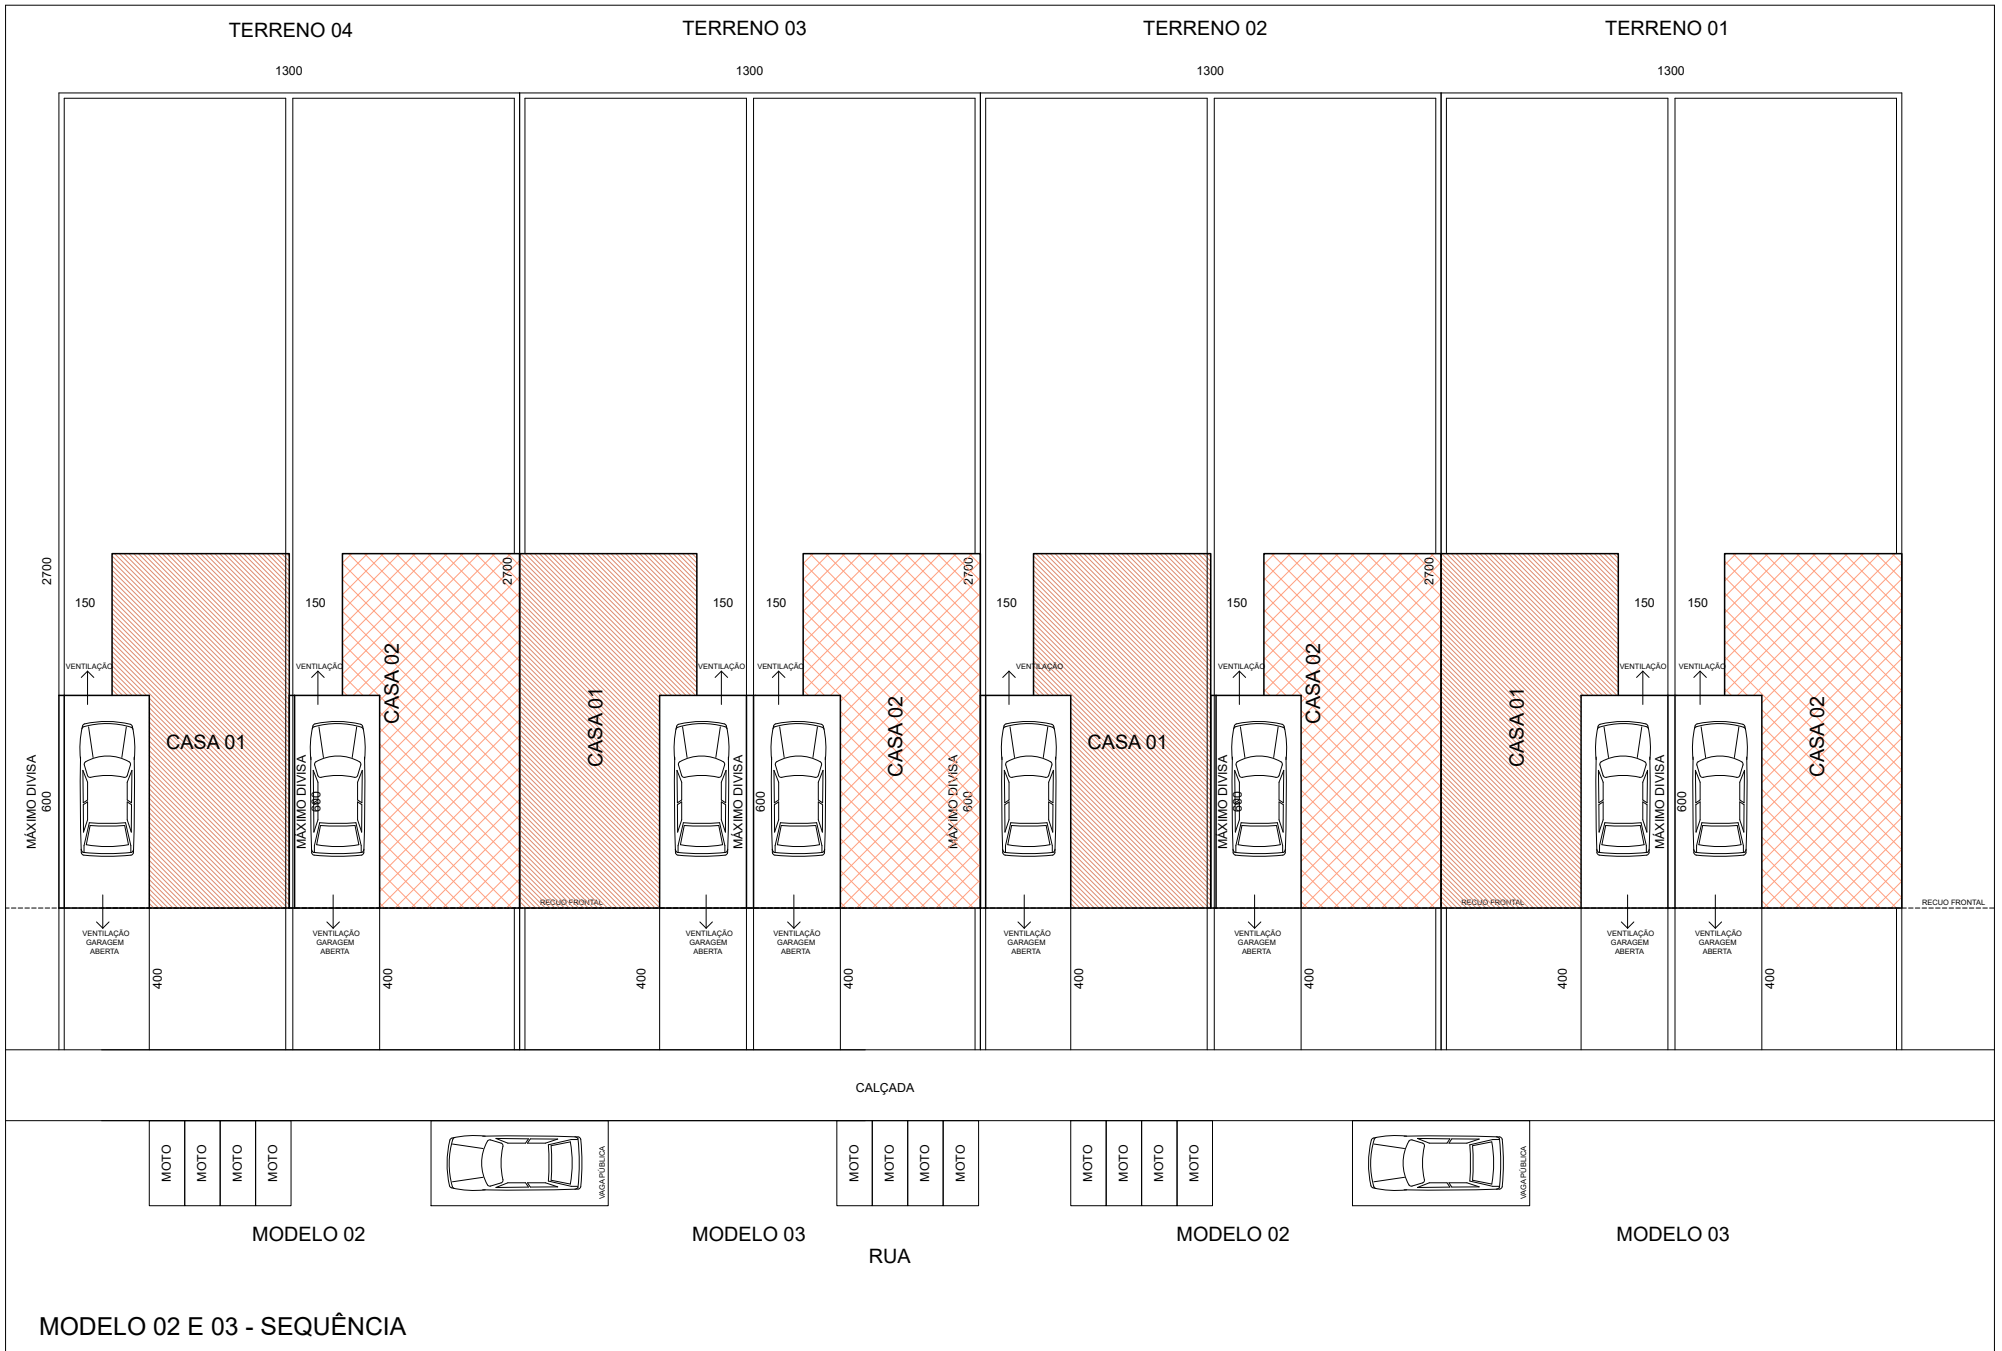 TERRENO 04
TERRENO 03
TERRENO 02
TERRENO 01
1300
1300
1300
1300
2700
2700
2700
2700
150
150
150
150
150
150
150
150
VENTILAÇÃO
VENTILAÇÃO
VENTILAÇÃO
VENTILAÇÃO
VENTILAÇÃO
VENTILAÇÃO
VENTILAÇÃO
VENTILAÇÃO
CASA 01
CASA 02
CASA 01
CASA 02
CASA 01
CASA 02
CASA 01
CASA 02
MÁXIMO DIVISA
600
MÁXIMO DIVISA
600
MÁXIMO DIVISA
600
MÁXIMO DIVISA
600
MÁXIMO DIVISA
600
MÁXIMO DIVISA
600
RECUO FRONTAL
RECUO FRONTAL
RECUO FRONTAL
VENTILAÇÃO
GARAGEM
ABERTA
VENTILAÇÃO
GARAGEM
ABERTA
VENTILAÇÃO
GARAGEM
ABERTA
VENTILAÇÃO
GARAGEM
ABERTA
VENTILAÇÃO
GARAGEM
ABERTA
VENTILAÇÃO
GARAGEM
ABERTA
VENTILAÇÃO
GARAGEM
ABERTA
VENTILAÇÃO
GARAGEM
ABERTA
400
400
400
400
400
400
400
400
CALÇADA
MOTO
MOTO
MOTO
MOTO
VAGA PÚBLICA
MOTO
MOTO
MOTO
MOTO
MOTO
MOTO
MOTO
MOTO
VAGA PÚBLICA
MODELO 02
MODELO 03
MODELO 02
MODELO 03
RUA
MODELO 02 E 03 - SEQUÊNCIA